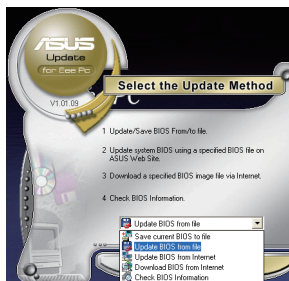 ASUS
Update
for Eee Pc
V1.01.09
Select the Update Method
1 Update/Save BIOS From/to file.
2 Update system BIOS using a specified BIOS file on
ASUS Web Site.
3 Download a specified BIOS image file via Internet.
4 Check BIOS Information.
Update BIOS from file
Save current BIOS to file
Update BIOS from file
Update BIOS from Internet
Download BIOS from Internet
Check BIOS Information